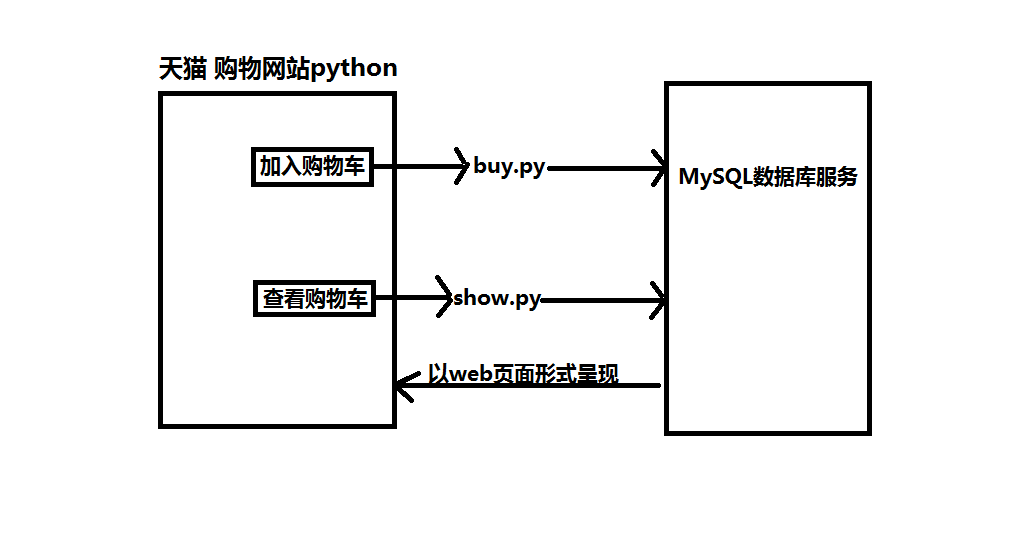 天猫 购物网站python
加入购物车
buy.py
MySQL数据库服务
查看购物车
show.py
以web页面形式呈现